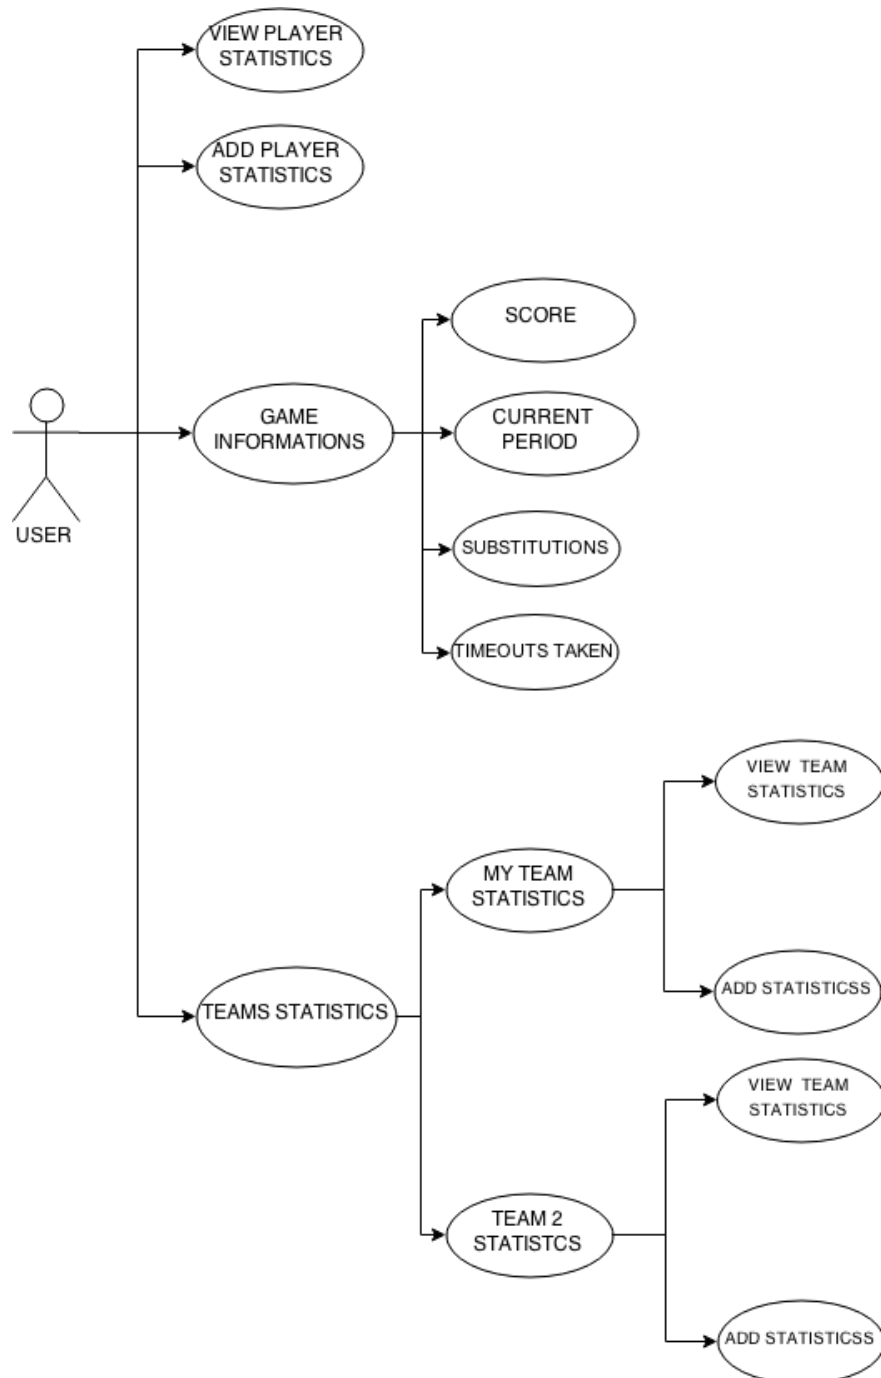 VIEW PLAYER
STATISTICS
ADD PLAYER
STATISTICS
SCORE
GAME
INFORMATIONS
CURRENT
PERIOD
USER
SUBSTITUTIONS
TIMEOUTS TAKEN
VIEW TEAM
STATISTICS
MY TEAM
STATISTICS
ADD STATISTICSS
TEAMS STATISTICS
VIEW TEAM
STATISTICS
TEAM 2
STATISTCS
ADD STATISTICSS